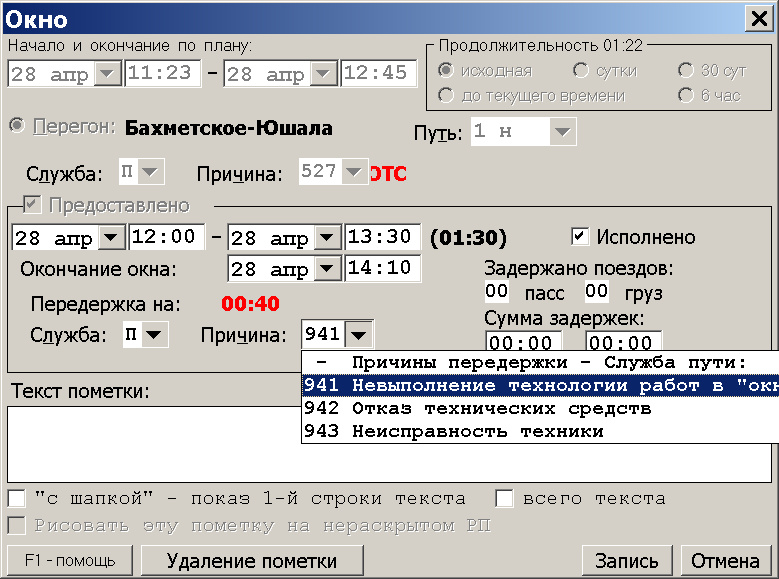 Окно
Начало и окончание по плану:
Продолжительность 01:22
28 апр 11:23 - 28 апр 12:45
исходная сутки 30 сут
до текущего времени 6 час
Перегон: Бахметское-Юшала Путь: 1 н
Служба: П Причина: 527 ОТС
Предоставлено
28 апр 12:00 - 28 апр 13:30 (01:30) Исполнено
Окончание окна: 28 апр 14:10 Задержано поездов:
00 пасс 00 груз
Передержка на: 00:40
Сумма задержек:
Служба: П Причина: 941 00:00 00:00
- Причины передержки - Служба пути:
941 Невыполнение технологии работ в "окн
942 Отказ технических средств
943 Неисправность техники
Текст пометки:
"с шапкой" - показ 1-й строки текста всего текста
Рисовать эту пометку на нераскрытом РП
F1 - помощь Удаление пометки Запись Отмена